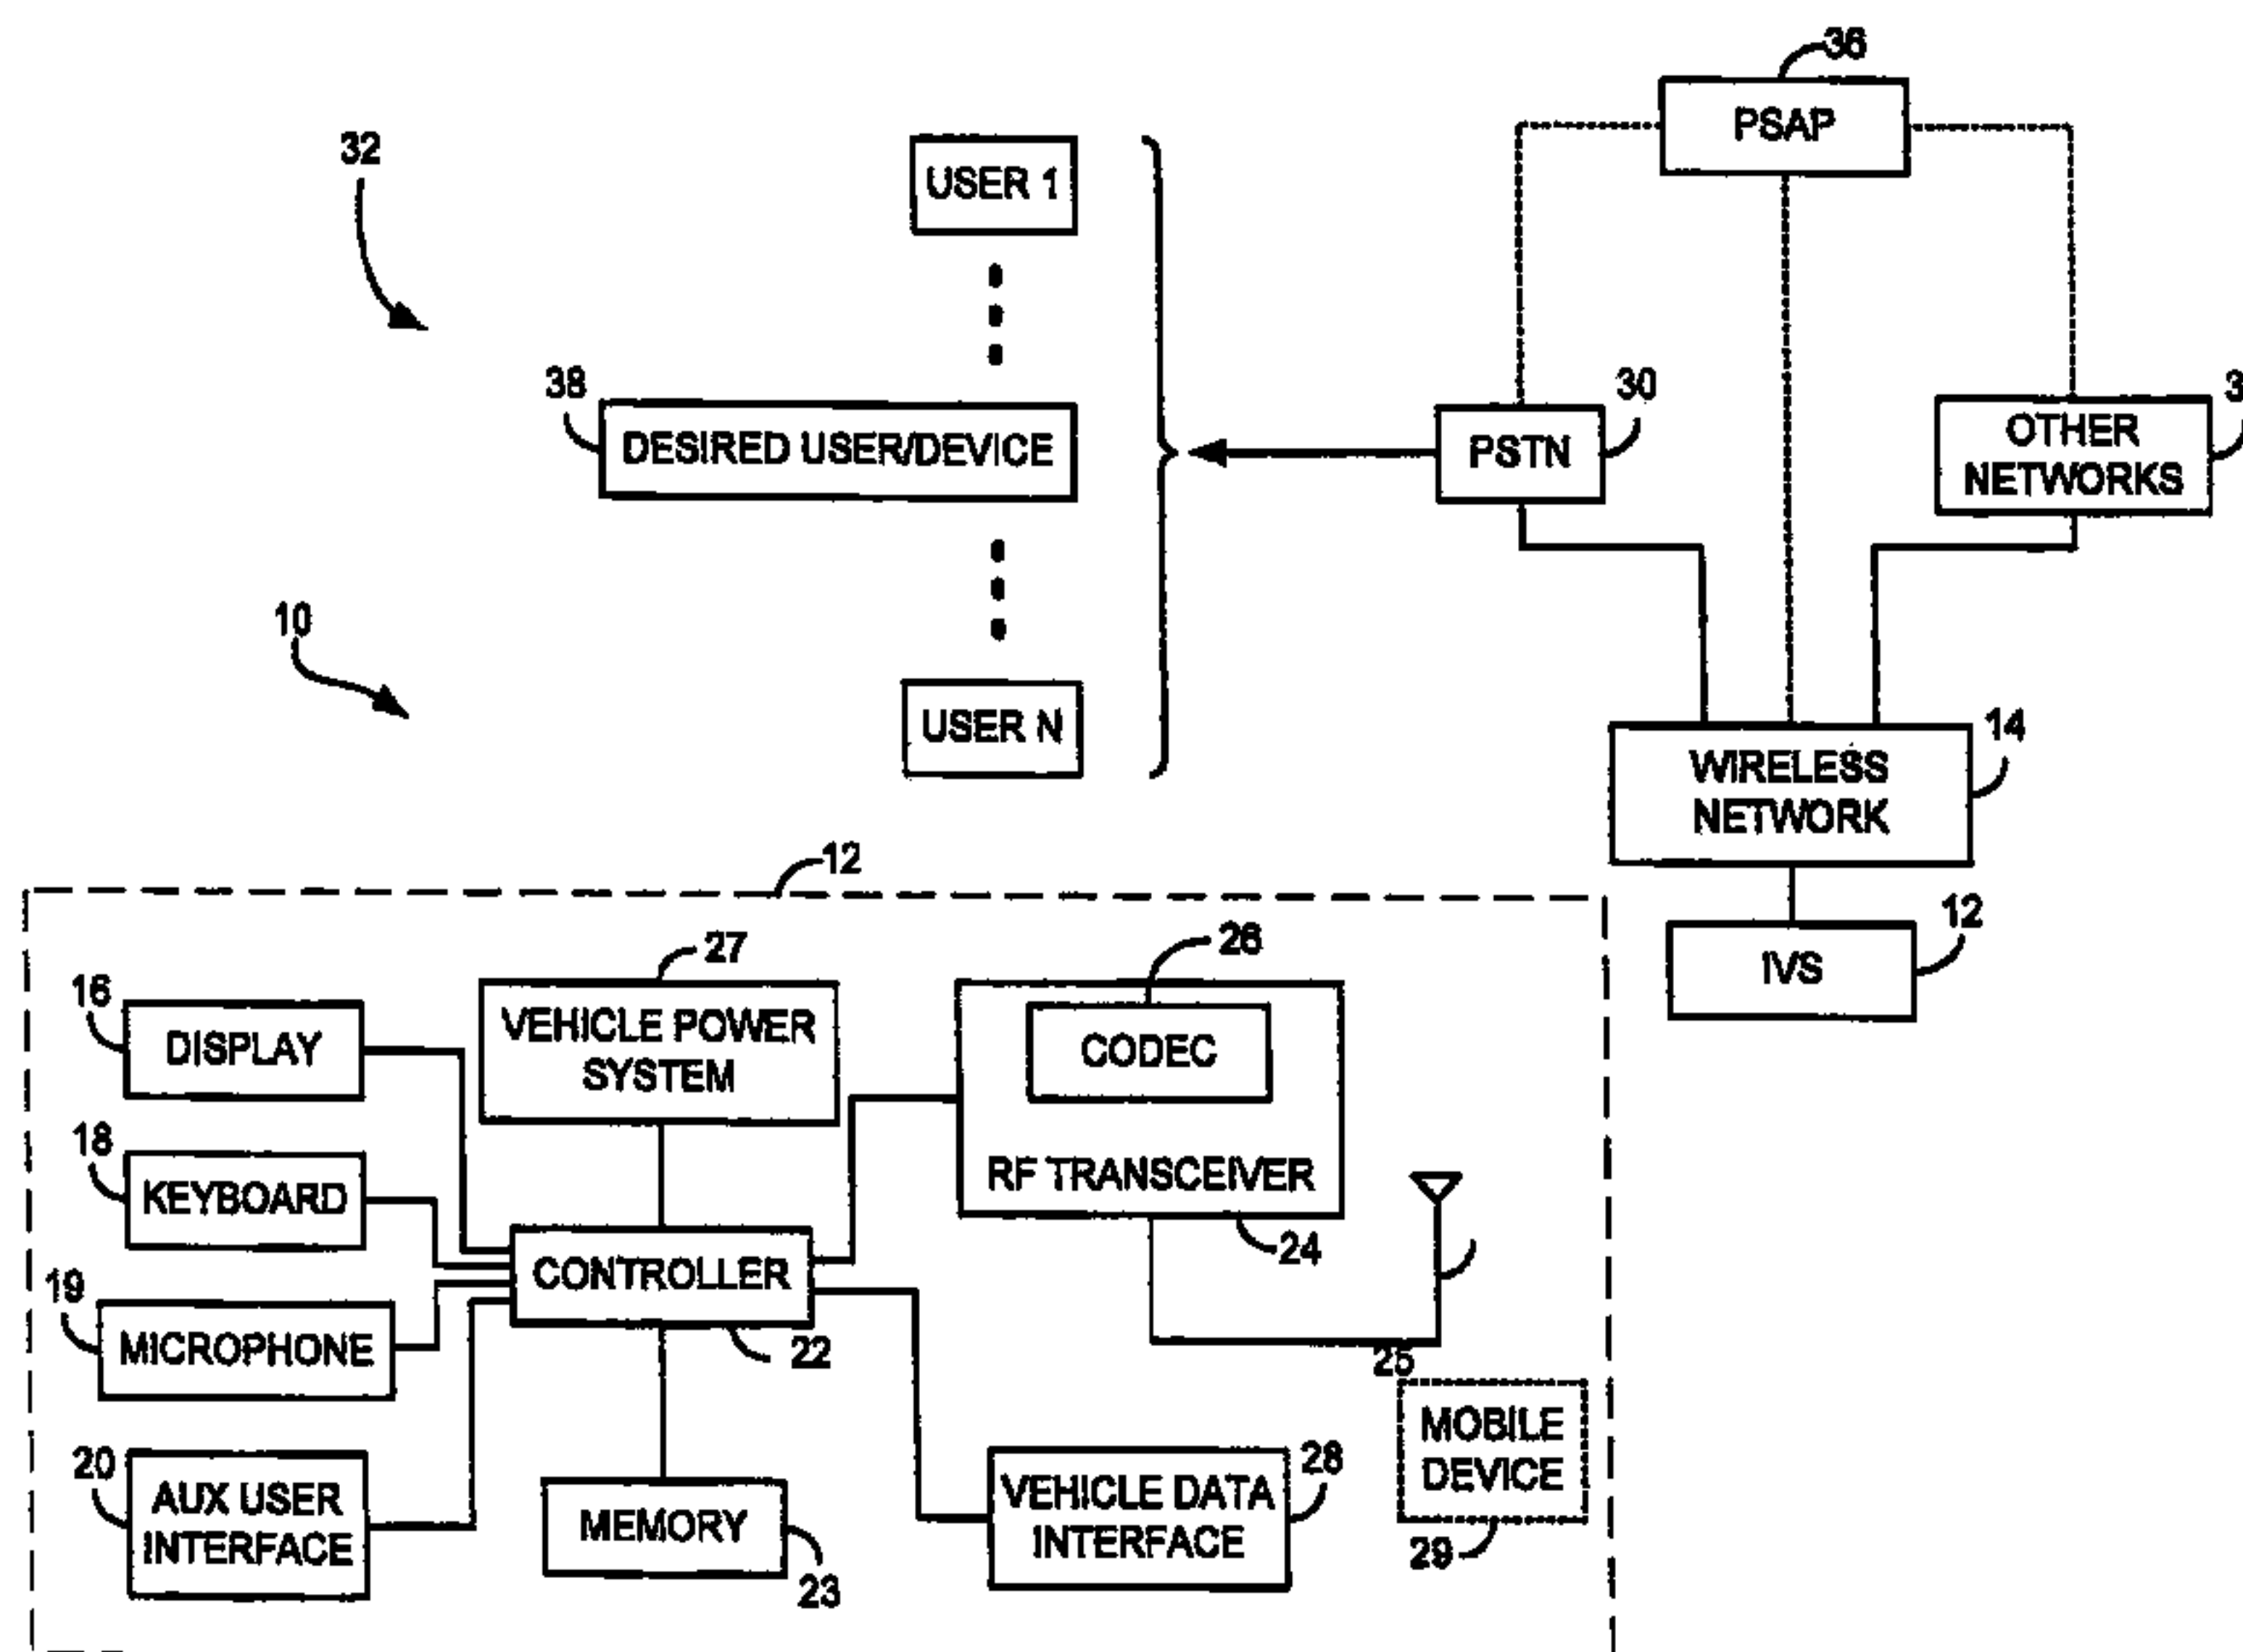 36
PSAP
32
USER 1
38
DESIRED USER/DEVICE
30
PSTN
OTHER
NETWORKS
10
USER N
14
WIRELESS
NETWORK
12
IVS
12
27
VEHICLE POWER
SYSTEM
26
CODEC
RF TRANSCEIVER
24
16
DISPLAY
18
KEYBOARD
CONTROLLER
22
19
MICROPHONE
25
MOBILE
DEVICE
29
20
AUX USER
INTERFACE
MEMORY
23
VEHICLE DATA
INTERFACE
28